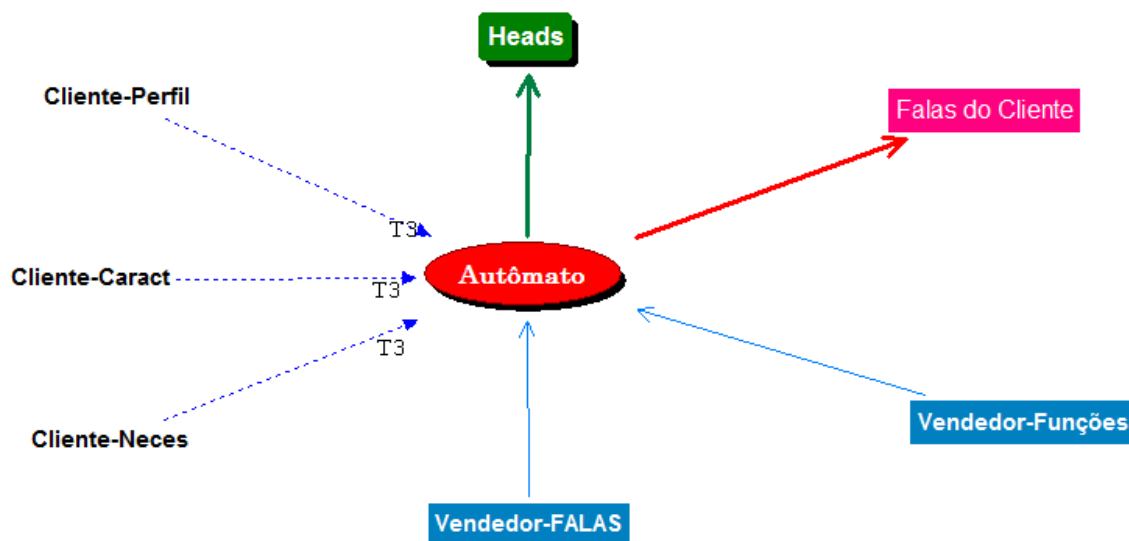 Heads
Cliente-Perfil
Falas do Cliente
T3
Cliente-Caract
T3
Autômato
T3
Cliente-Neces
Vendedor-Funções
Vendedor-FALAS